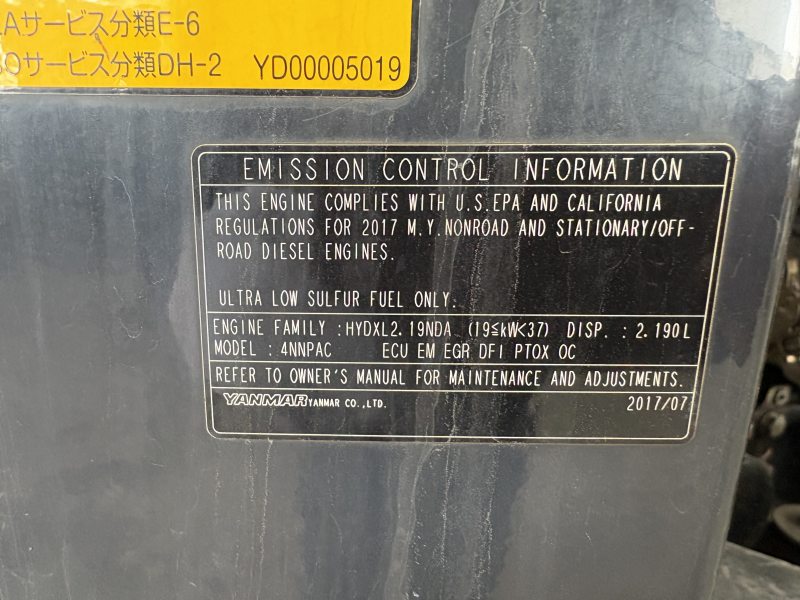 Aサービス分類E-6
Oサービス分類DH-2 YD00005019
EMISSION CONTROL INFORMATION
THIS ENGINE COMPLIES WITH U.S.EPA AND CALIFORNIA
REGULATIONS FOR 2017 M.Y.NONROAD AND STATIONARY/OFF-
ROAD DIESEL ENGINES.
ULTRA LOW SULFUR FUEL ONLY.
ENGINE FAMILY :HYDXL2.19NDA (19≦kW<37) DISP. : 2.190L
MODEL : 4NNPAC ECU EM EGR DFI PTOX OC
REFER TO OWNER'S MANUAL FOR MAINTENANCE AND ADJUSTMENTS.
YANMAR YANMAR CO.,LTD. 2017/07